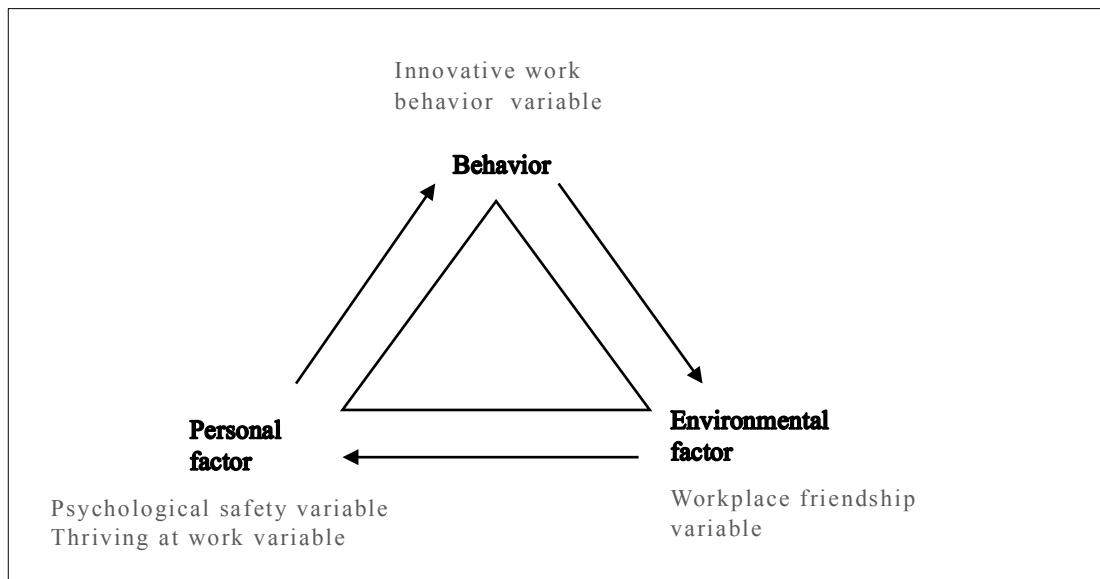 Innovative work
behavior variable
Behavior
Personal
factor
Environmental
factor
Psychological safety variable
Thriving at work variable
Workplace friendship
variable